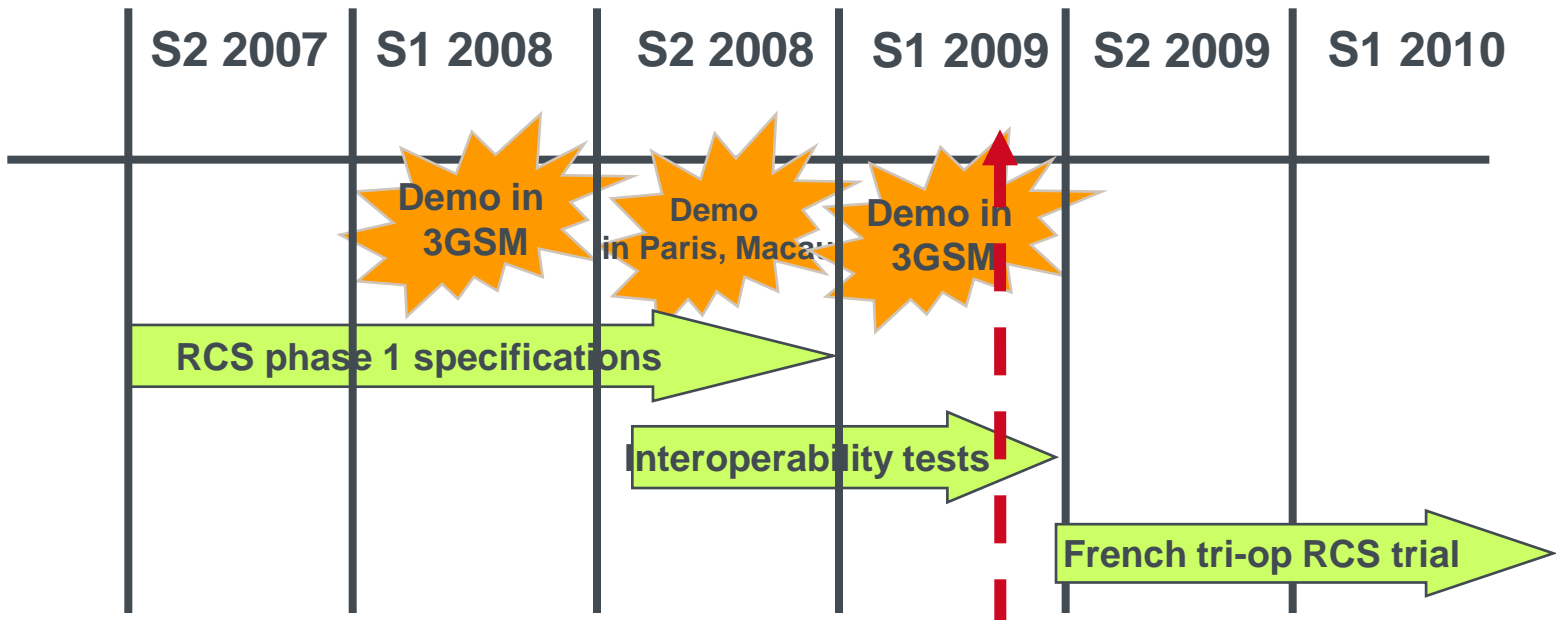 S2 2007 S1 2008 S2 2008 S1 2009 S2 2009 S1 2010
Demo in
3GSM
Demo
in Paris, Macau
Demo in
3GSM
RCS phase 1 specifications
Interoperability tests
French tri-op RCS trial